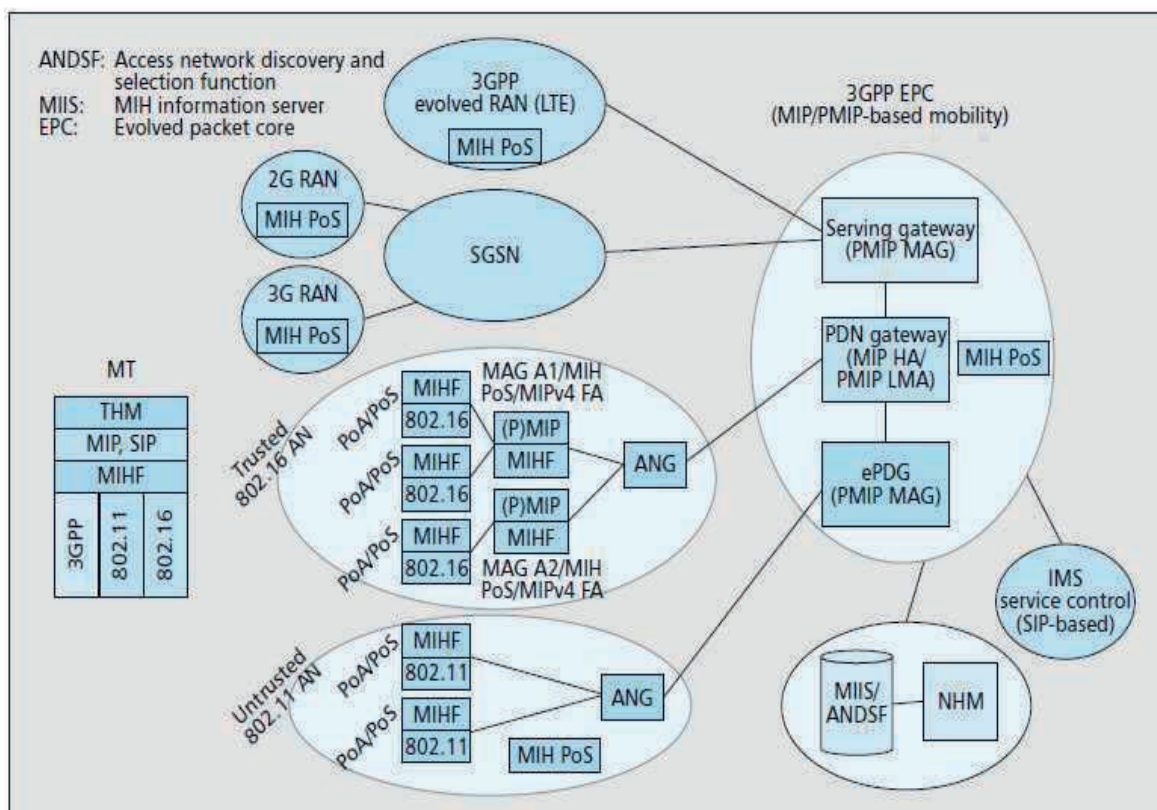 ANDSF: Access network discovery and
selection function
MIIS: MIH information server
EPC: Evolved packet core
3GPP
evolved RAN (LTE)
MIH PoS
3GPP EPC
(MIP/PMIP-based mobility)
2G RAN
MIH PoS
SGSN
3G RAN
MIH PoS
Serving gateway
(PMIP MAG)
PDN gateway
(MIP HA/
PMIP LMA)
MIH PoS
ePDG
(PMIP MAG)
MT
THM
MIP, SIP
MIHF
3GPP
802.11
802.16
Trusted
802.16 AN
PoA/PoS
MIHF
802.16
PoA/PoS
MIHF
802.16
PoA/PoS
MIHF
802.16
MAG A1/MIH
PoS/MIPv4 FA
(P)MIP
MIHF
(P)MIP
MIHF
MAG A2/MIH
PoS/MIPv4 FA
ANG
Untrusted
802.11 AN
PoA/PoS
MIHF
802.11
PoA/PoS
MIHF
802.11
ANG
MIH PoS
IMS
service control
(SIP-based)
MIIS/
ANDSF
NHM